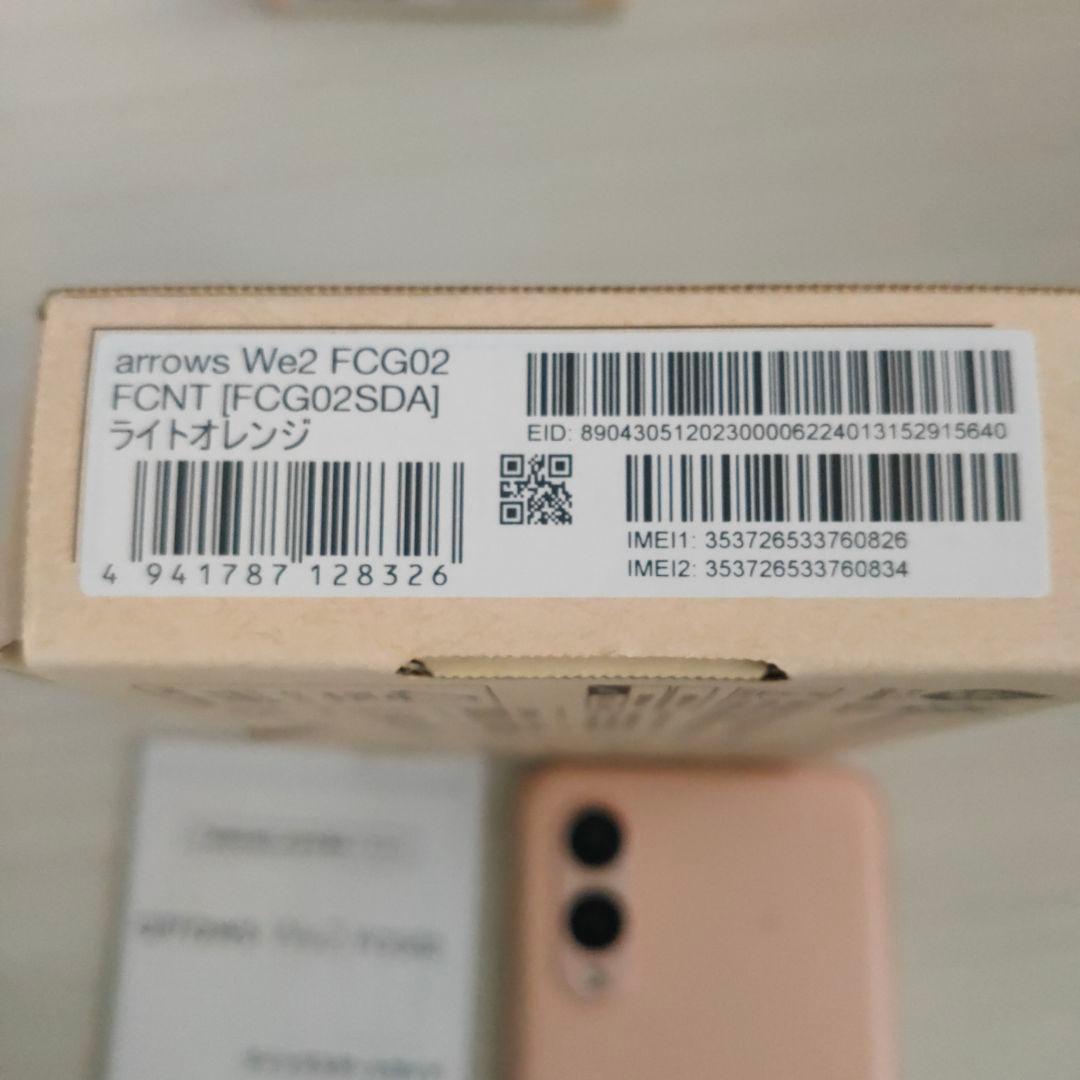 arrows We2 FCG02
FCNT [FCG02SDA]
ライトオレンジ
4 941787 128326
EID: 89043051202300006224013152915640
IMEI1: 353726533760826
IMEI2: 353726533760834